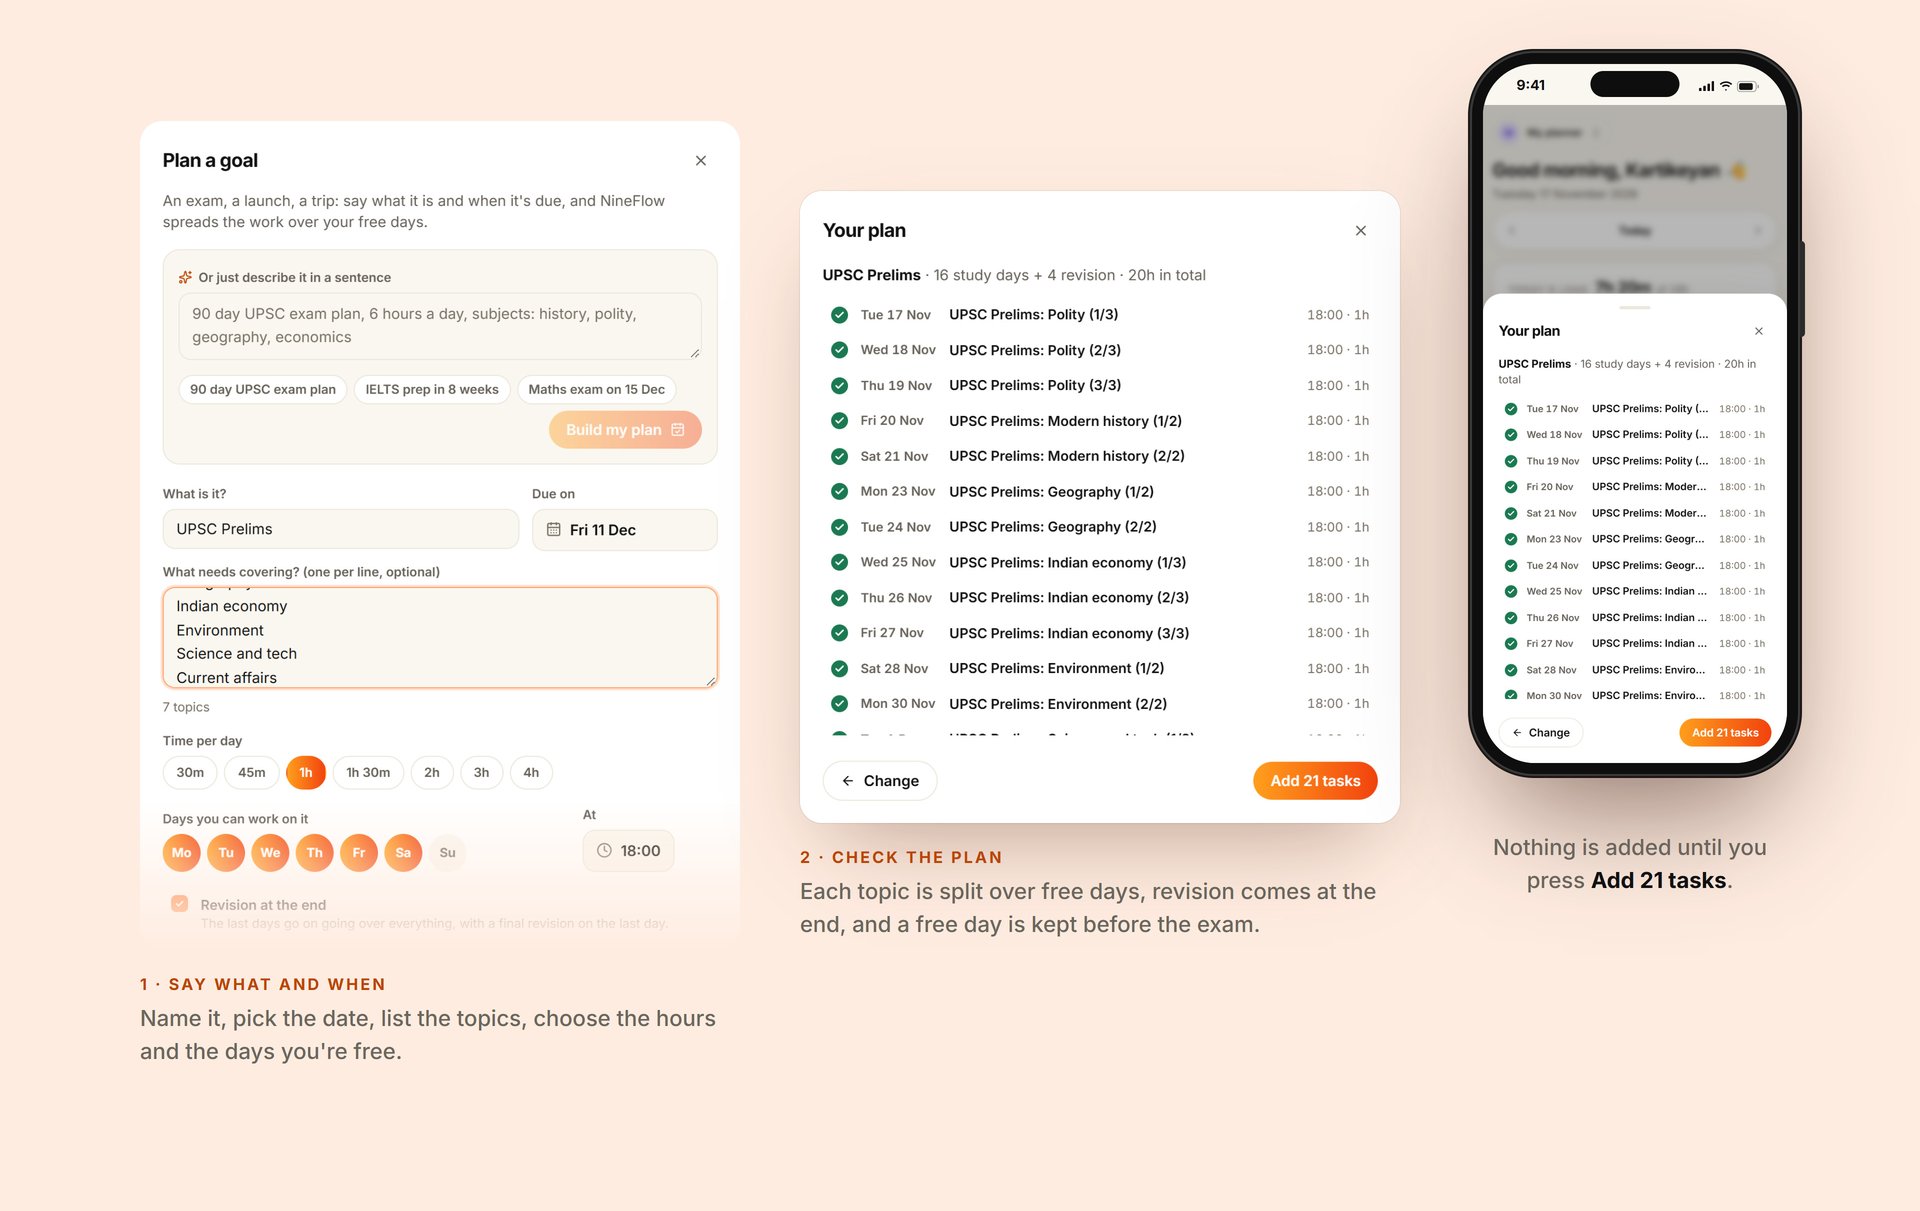 Plan a goal
An exam, a launch, a trip: say what it is and when it's due, and NineFlow
spreads the work over your free days.
Or just describe it in a sentence
90 day UPSC exam plan, 6 hours a day, subjects: history, polity,
geography, economics
90 day UPSC exam plan
IELTS prep in 8 weeks
Maths exam on 15 Dec
Build my plan
What is it?
Due on
UPSC Prelims
Fri 11 Dec
What needs covering? (one per line, optional)
Indian economy
Environment
Science and tech
Current affairs
7 topics
Time per day
30m 45m 1h 1h 30m 2h 3h 4h
Days you can work on it
At
Mo Tu We Th Fr Sa Su
18:00
Revision at the end
The last days go on going over everything, with a final revision on the last day.
1 · SAY WHAT AND WHEN
Name it, pick the date, list the topics, choose the hours
and the days you're free.
Your plan
UPSC Prelims · 16 study days + 4 revision · 20h in total
Tue 17 Nov UPSC Prelims: Polity (1/3) 18:00 · 1h
Wed 18 Nov UPSC Prelims: Polity (2/3) 18:00 · 1h
Thu 19 Nov UPSC Prelims: Polity (3/3) 18:00 · 1h
Fri 20 Nov UPSC Prelims: Modern history (1/2) 18:00 · 1h
Sat 21 Nov UPSC Prelims: Modern history (2/2) 18:00 · 1h
Mon 23 Nov UPSC Prelims: Geography (1/2) 18:00 · 1h
Tue 24 Nov UPSC Prelims: Geography (2/2) 18:00 · 1h
Wed 25 Nov UPSC Prelims: Indian economy (1/3) 18:00 · 1h
Thu 26 Nov UPSC Prelims: Indian economy (2/3) 18:00 · 1h
Fri 27 Nov UPSC Prelims: Indian economy (3/3) 18:00 · 1h
Sat 28 Nov UPSC Prelims: Environment (1/2) 18:00 · 1h
Mon 30 Nov UPSC Prelims: Environment (2/2) 18:00 · 1h
Change
Add 21 tasks
2 · CHECK THE PLAN
Each topic is split over free days, revision comes at the
end, and a free day is kept before the exam.
9:41
My planner
Good morning, Kartikeyan
Today
Your plan
UPSC Prelims · 16 study days + 4 revision · 20h in
total
Tue 17 Nov UPSC Prelims: Polity (... 18:00 · 1h
Wed 18 Nov UPSC Prelims: Polity (... 18:00 · 1h
Thu 19 Nov UPSC Prelims: Polity (... 18:00 · 1h
Fri 20 Nov UPSC Prelims: Moder... 18:00 · 1h
Sat 21 Nov UPSC Prelims: Moder... 18:00 · 1h
Mon 23 Nov UPSC Prelims: Geogr... 18:00 · 1h
Tue 24 Nov UPSC Prelims: Geogr... 18:00 · 1h
Wed 25 Nov UPSC Prelims: Indian ... 18:00 · 1h
Thu 26 Nov UPSC Prelims: Indian ... 18:00 · 1h
Fri 27 Nov UPSC Prelims: Indian ... 18:00 · 1h
Sat 28 Nov UPSC Prelims: Enviro... 18:00 · 1h
Mon 30 Nov UPSC Prelims: Enviro... 18:00 · 1h
Change
Add 21 tasks
Nothing is added until you
press Add 21 tasks.